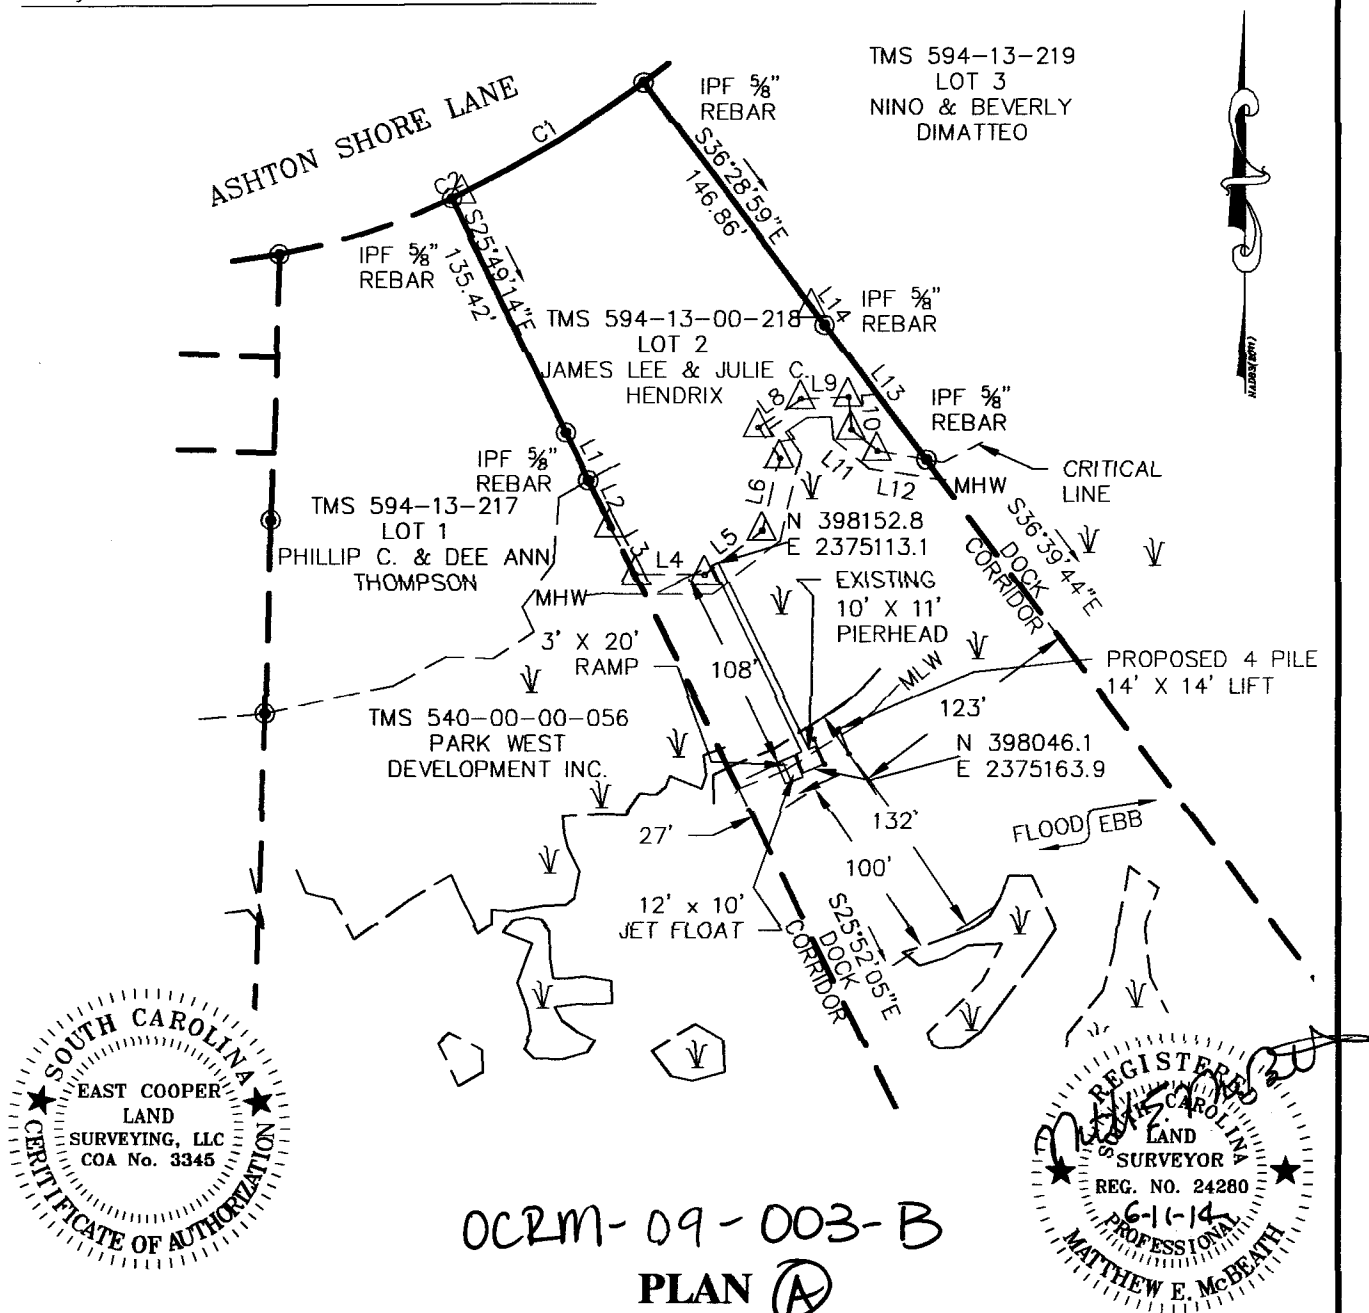 TMS 594-13-219
LOT 3
NINO & BEVERLY
DIMATTEO
ASHTON SHORE LANE
C1
C2
IPF ⅝"
REBAR
S36°28'59"E
146.86'
IPF ⅝"
REBAR
S25°49'14"E
135.42'
L14
IPF ⅝"
REBAR
TMS 594-13-00-218
LOT 2
JAMES LEE & JULIE C.
HENDRIX
L13
L9
L8
L10
L11
L12
IPF ⅝"
REBAR
CRITICAL
LINE
MHW
L1
IPF ⅝"
REBAR
L2
L3
L4
L5
L6
TMS 594-13-217
LOT 1
PHILLIP C. & DEE ANN
THOMPSON
N 398152.8
E 2375113.1
S36°39'44"E
DOCK
CORRIDOR
MHW
EXISTING
10' X 11'
PIERHEAD
3' X 20'
RAMP
108'
MLW
PROPOSED 4 PILE
14' X 14' LIFT
123'
TMS 540-00-00-056
PARK WEST
DEVELOPMENT INC.
N 398046.1
E 2375163.9
27'
132'
100'
FLOOD EBB
12' x 10'
JET FLOAT
S25°52'05"E
DOCK
CORRIDOR
SOUTH CAROLINA
EAST COOPER
LAND
SURVEYING, LLC
COA No. 3345
CERTIFICATE OF AUTHORIZATION
REGISTERED
SOUTH CAROLINA
LAND
SURVEYOR
REG. NO. 24260
6-11-14
PROFESSIONAL
MATTHEW E. McBEATH
OCRM-09-003-B
PLAN A